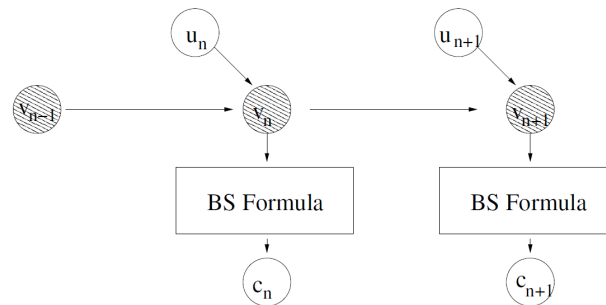 u_n
u_{n+1}
v_{n-1}
v_n
v_{n+1}
BS Formula
BS Formula
c_n
c_{n+1}